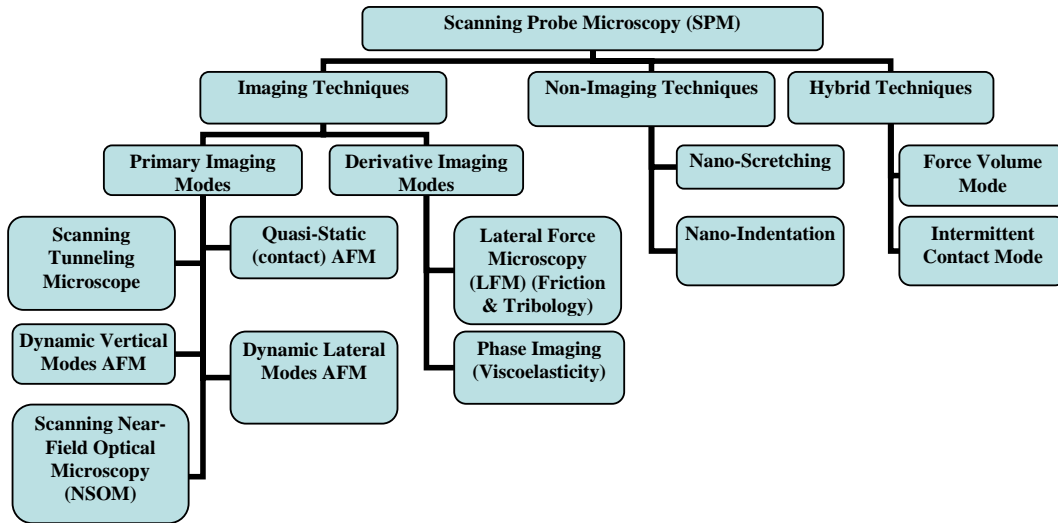 Scanning Probe Microscopy (SPM)
Imaging Techniques
Non-Imaging Techniques
Hybrid Techniques
Primary Imaging
Modes
Derivative Imaging
Modes
Nano-Scretching
Force Volume
Mode
Scanning
Tunneling
Microscope
Quasi-Static
(contact) AFM
Lateral Force
Microscopy
(LFM) (Friction
& Tribology)
Nano-Indentation
Intermittent
Contact Mode
Dynamic Vertical
Modes AFM
Dynamic Lateral
Modes AFM
Phase Imaging
(Viscoelasticity)
Scanning Near-
Field Optical
Microscopy
(NSOM)